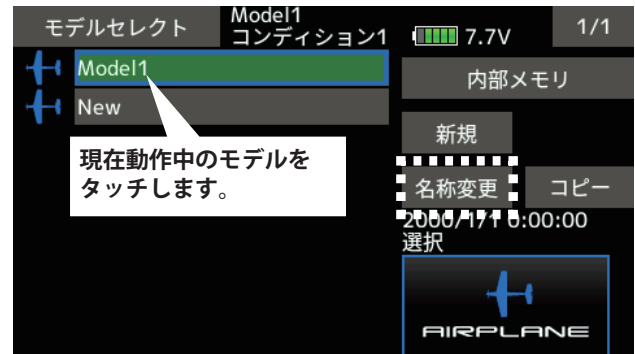 モデルセレクト
Model1
コンディション1
7.7V
1/1
Model1
New
現在動作中のモデルを
タッチします。
内部メモリ
新規
名称変更
コピー
2000/1/1 0:00:00
選択
AIRPLANE